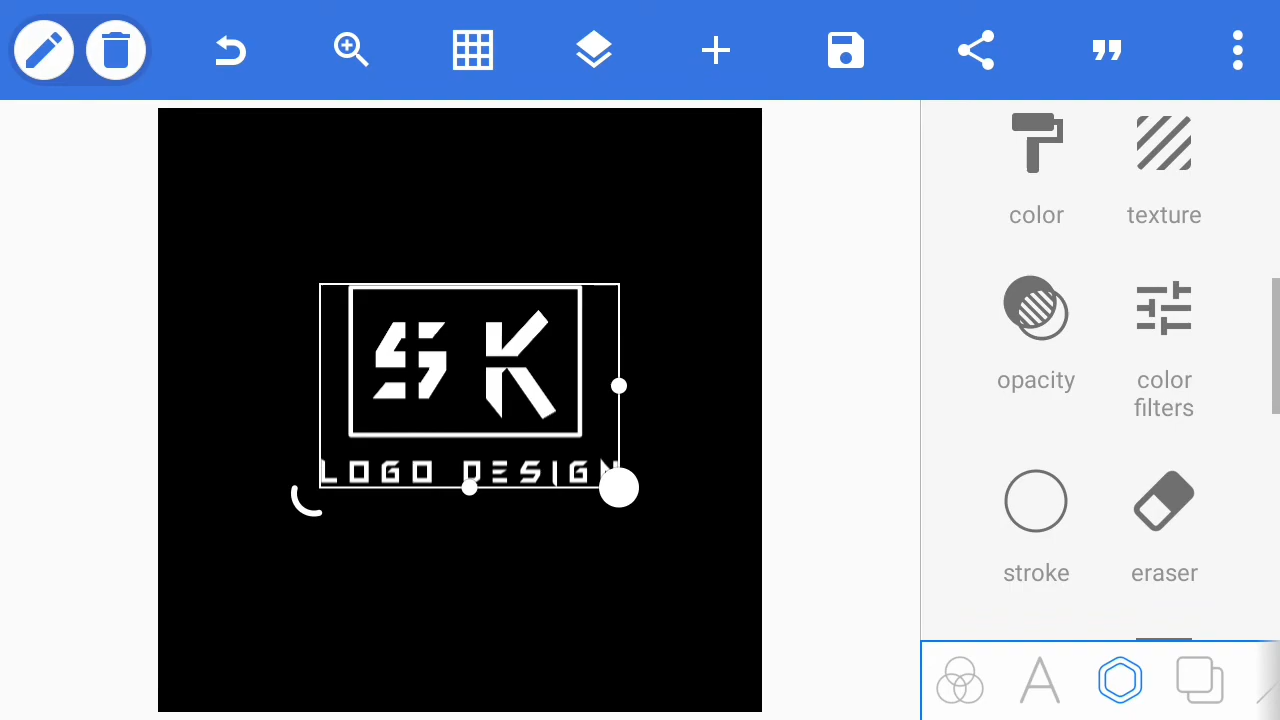 color
texture
SK
opacity
color
filters
LOGO DESIGN
stroke
eraser